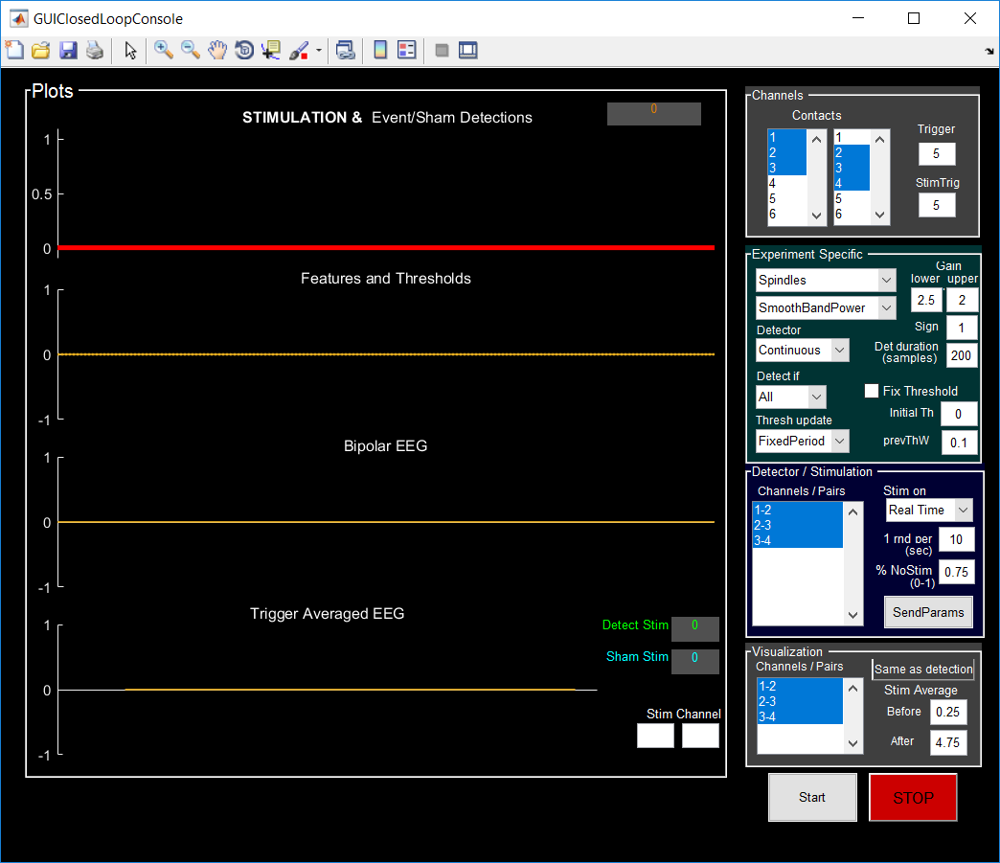 GUIClosedLoopConsole
Plots
STIMULATION & Event/Sham Detections
0
1
0.5
0
Features and Thresholds
1
0
-1
Bipolar EEG
1
0
-1
Trigger Averaged EEG
1
0
-1
Detect Stim 0
Sham Stim 0
Stim Channel
Channels
Contacts
1
2
3
4
5
6
1
2
3
4
5
6
Trigger
5
StimTrig
5
Experiment Specific
Gain
lower upper
Spindles
2.5 2
SmoothBandPower
Sign 1
Detector
Continuous
Det duration
(samples)
200
Detect if
All
Fix Threshold
Initial Th 0
Thresh update
FixedPeriod
prevThW 0.1
Detector / Stimulation
Channels / Pairs
1-2
2-3
3-4
Stim on
Real Time
1 rnd per
(sec)
10
% NoStim
(0-1)
0.75
SendParams
Visualization
Channels / Pairs
1-2
2-3
3-4
Same as detection
Stim Average
Before 0.25
After 4.75
Start
STOP